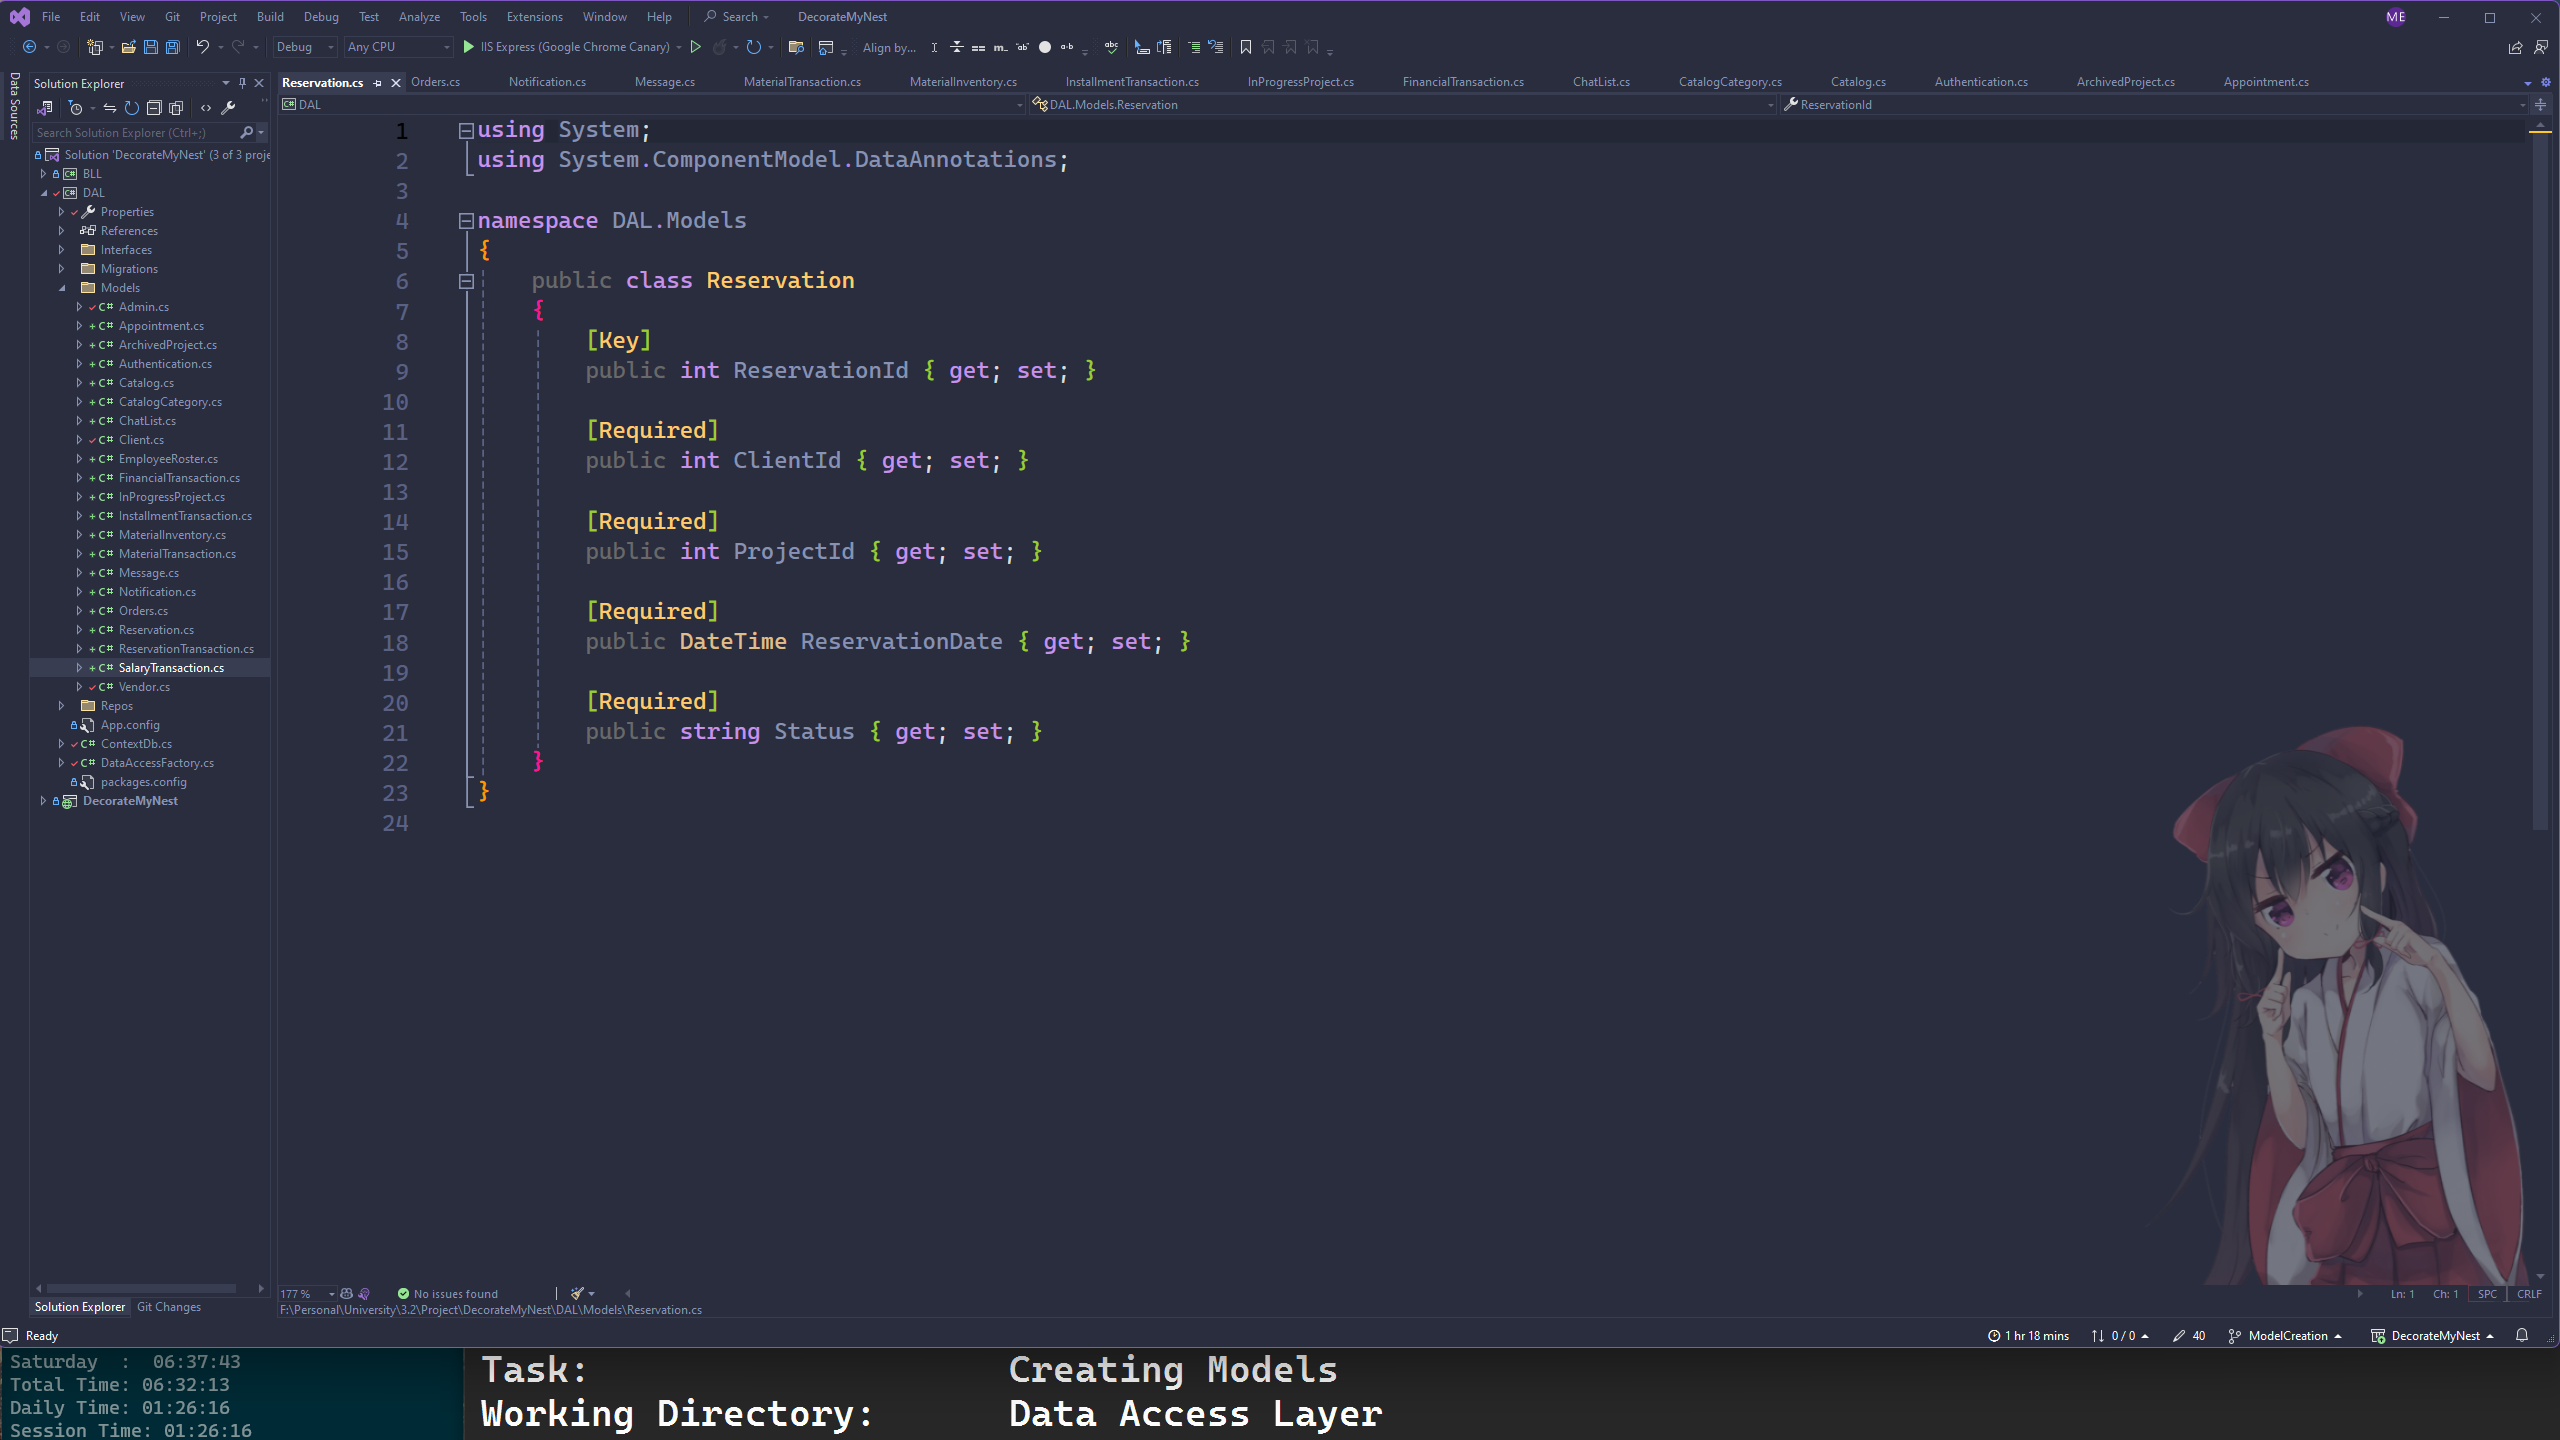 File Edit View Git Project Build Debug Test Analyze Tools Extensions Window Help Search DecorateMyNest ME
Debug Any CPU IIS Express (Google Chrome Canary) Align by...
Data Sources
Solution Explorer
Search Solution Explorer (Ctrl+;)
Solution 'DecorateMyNest' (3 of 3 proje
BLL
DAL
Properties
References
Interfaces
Migrations
Models
C# Admin.cs
C# Appointment.cs
C# ArchivedProject.cs
C# Authentication.cs
C# Catalog.cs
C# CatalogCategory.cs
C# ChatList.cs
C# Client.cs
C# EmployeeRoster.cs
C# FinancialTransaction.cs
C# InProgressProject.cs
C# InstallmentTransaction.cs
C# MaterialInventory.cs
C# MaterialTransaction.cs
C# Message.cs
C# Notification.cs
C# Orders.cs
C# Reservation.cs
C# ReservationTransaction.cs
C# SalaryTransaction.cs
C# Vendor.cs
Repos
App.config
C# ContextDb.cs
C# DataAccessFactory.cs
packages.config
DecorateMyNest
Solution Explorer Git Changes
Reservation.cs Orders.cs Notification.cs Message.cs MaterialTransaction.cs MaterialInventory.cs InstallmentTransaction.cs InProgressProject.cs FinancialTransaction.cs ChatList.cs CatalogCategory.cs Catalog.cs Authentication.cs ArchivedProject.cs Appointment.cs
DAL DAL.Models.Reservation ReservationId
1 using System;
2 using System.ComponentModel.DataAnnotations;
3
4 namespace DAL.Models
5 {
6 public class Reservation
7 {
8 [Key]
9 public int ReservationId { get; set; }
10
11 [Required]
12 public int ClientId { get; set; }
13
14 [Required]
15 public int ProjectId { get; set; }
16
17 [Required]
18 public DateTime ReservationDate { get; set; }
19
20 [Required]
21 public string Status { get; set; }
22 }
23 }
24
177 % No issues found Ln: 1 Ch: 1 SPC CRLF
F:\Personal\University\3.2\Project\DecorateMyNest\DAL\Models\Reservation.cs
Ready 1 hr 18 mins 0 / 0 40 ModelCreation DecorateMyNest
Saturday : 06:37:43
Total Time: 06:32:13
Daily Time: 01:26:16
Session Time: 01:26:16
Task: Creating Models
Working Directory: Data Access Layer